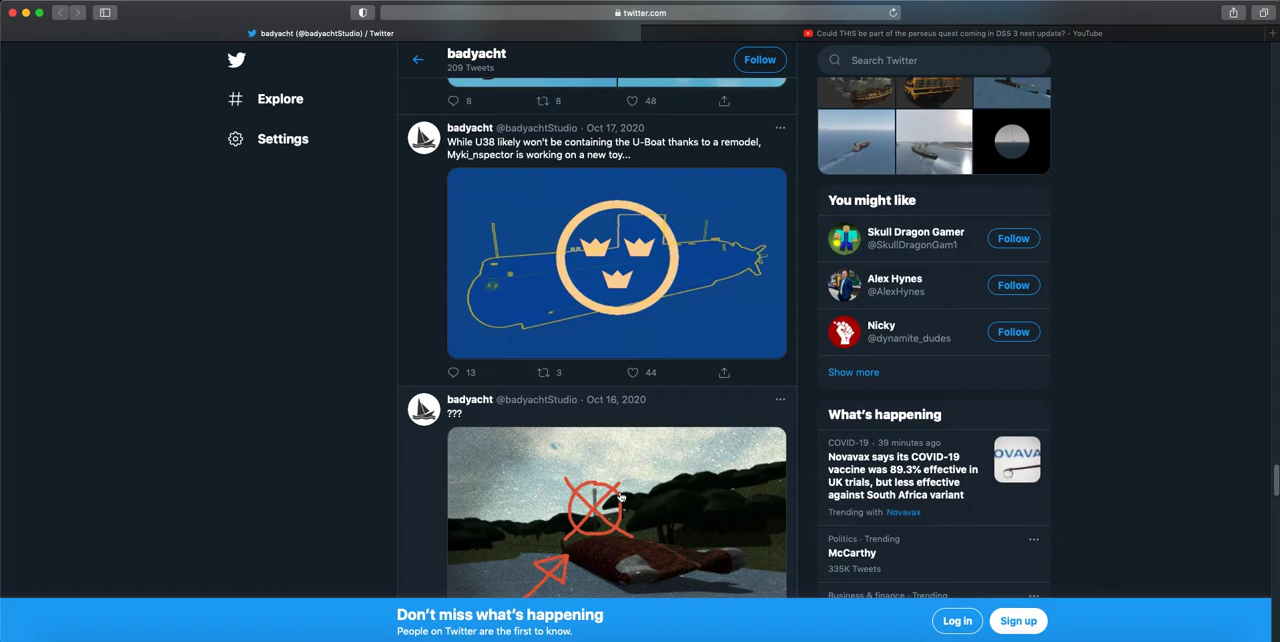 twitter.com
badyacht (@badyachtStudio) / Twitter
Could THIS be part of the perseus quest coming in DSS 3 next update? - YouTube
Explore
Settings
badyacht
209 Tweets
Follow
8
8
48
badyacht @badyachtStudio · Oct 17, 2020
While U38 likely won't be containing the U-Boat thanks to a remodel,
Myki_nspector is working on a new toy...
13
3
44
badyacht @badyachtStudio · Oct 16, 2020
???
Search Twitter
You might like
Skull Dragon Gamer
@SkullDragonGam1
Follow
Alex Hynes
@AlexHynes
Follow
Nicky
@dynamite_dudes
Follow
Show more
What's happening
COVID-19 · 39 minutes ago
Novavax says its COVID-19
vaccine was 89.3% effective in
UK trials, but less effective
against South Africa variant
Trending with Novavax
OVAVAX
Politics · Trending
McCarthy
335K Tweets
Business & finance · Trending
Don't miss what's happening
People on Twitter are the first to know.
Log in
Sign up